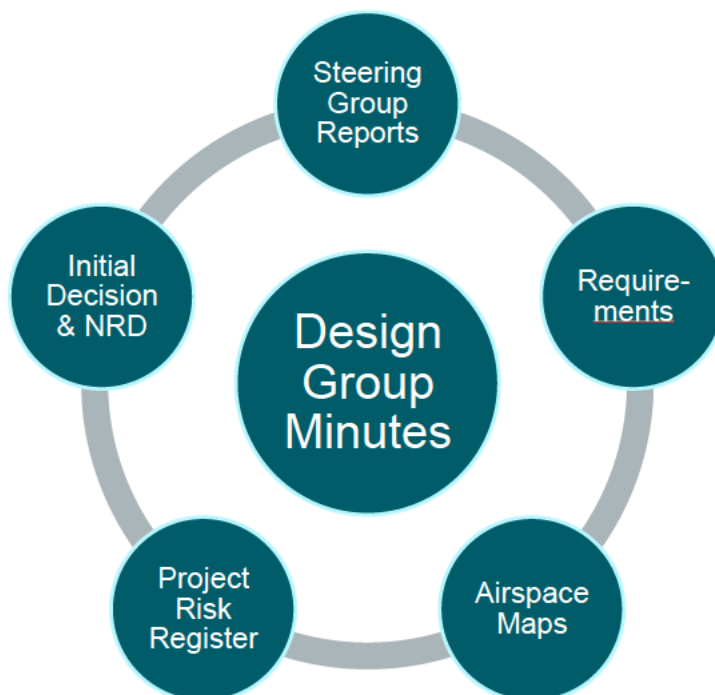 Steering
Group
Reports
Initial
Decision
& NRD
Require-
ments
Design
Group
Minutes
Project
Risk
Register
Airspace
Maps